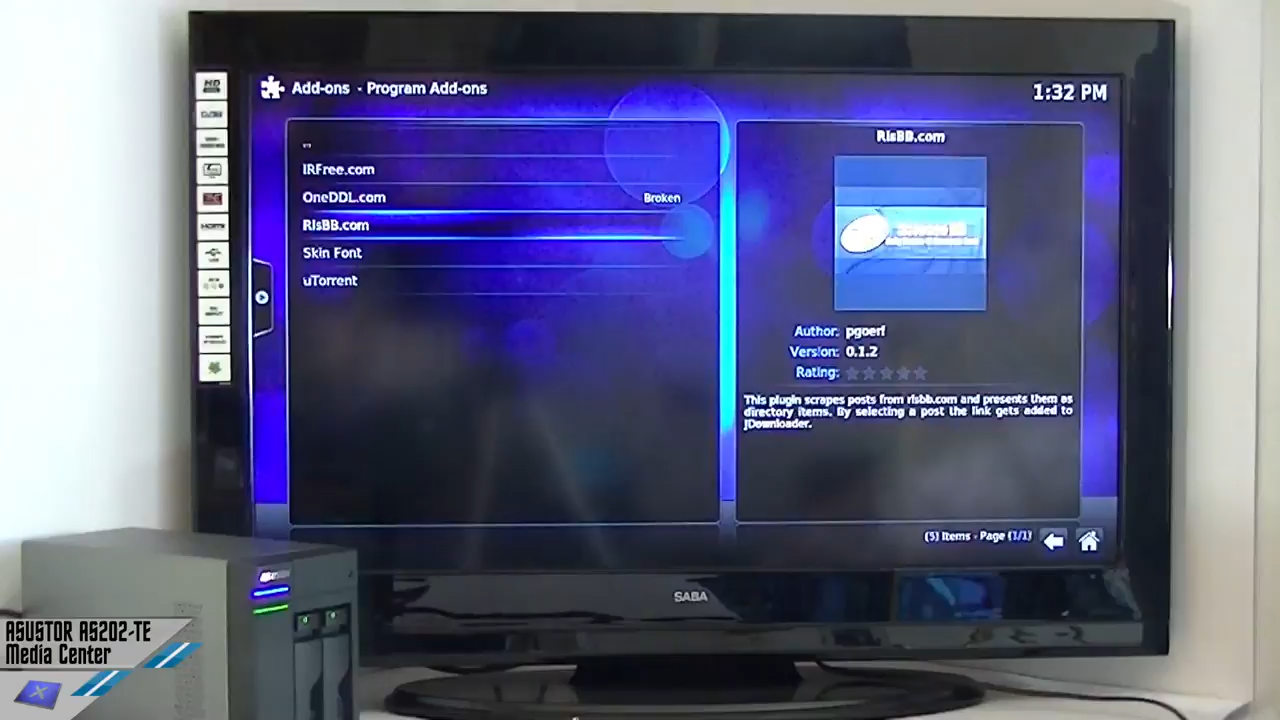 Add-ons - Program Add-ons
1:32 PM
..
IRFree.com
OneDDL.com Broken
RlsBB.com
Skin Font
uTorrent
RlsBB.com
Author: pgoerf
Version: 0.1.2
Rating:
This plugin scrapes posts from rlsbb.com and presents them as
directory items. By selecting a post the link gets added to
JDownloader.
(5) Items - Page (1/1)
SABA
HD
HDMI
ASUSTOR AS202-TE
Media Center